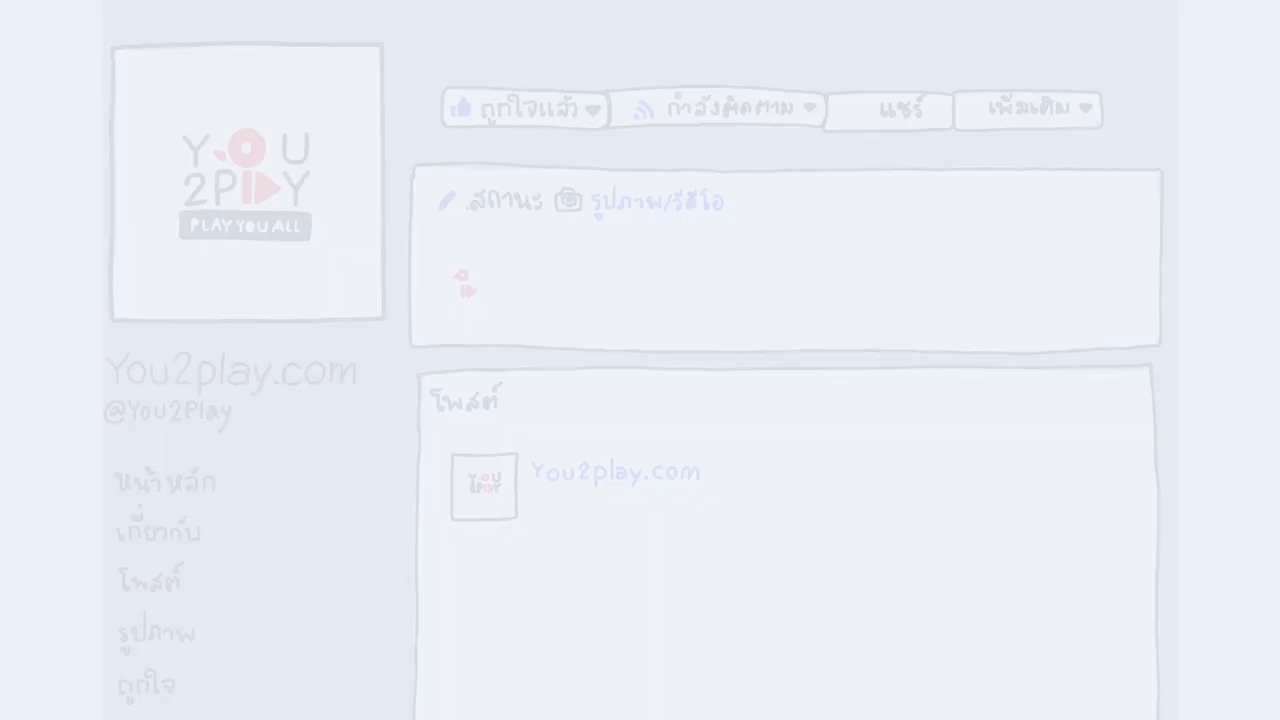 YOU
2PLAY
PLAY YOU ALL
ถูกใจแล้ว
กำลังติดตาม
แชร์
เพิ่มเติม
สถานะ รูปภาพ/วีดีโอ
You2play.com
@You2Play
หน้าหลัก
เกี่ยวกับ
โพสต์
รูปภาพ
ถูกใจ
โพสต์
YOU
2PLAY
You2play.com